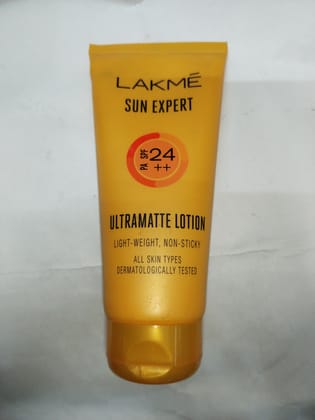 LAKMÉ
SUN EXPERT
SPF 24
PA ++
ULTRAMATTE LOTION
LIGHT-WEIGHT, NON-STICKY
ALL SKIN TYPES
DERMATOLOGICALLY TESTED